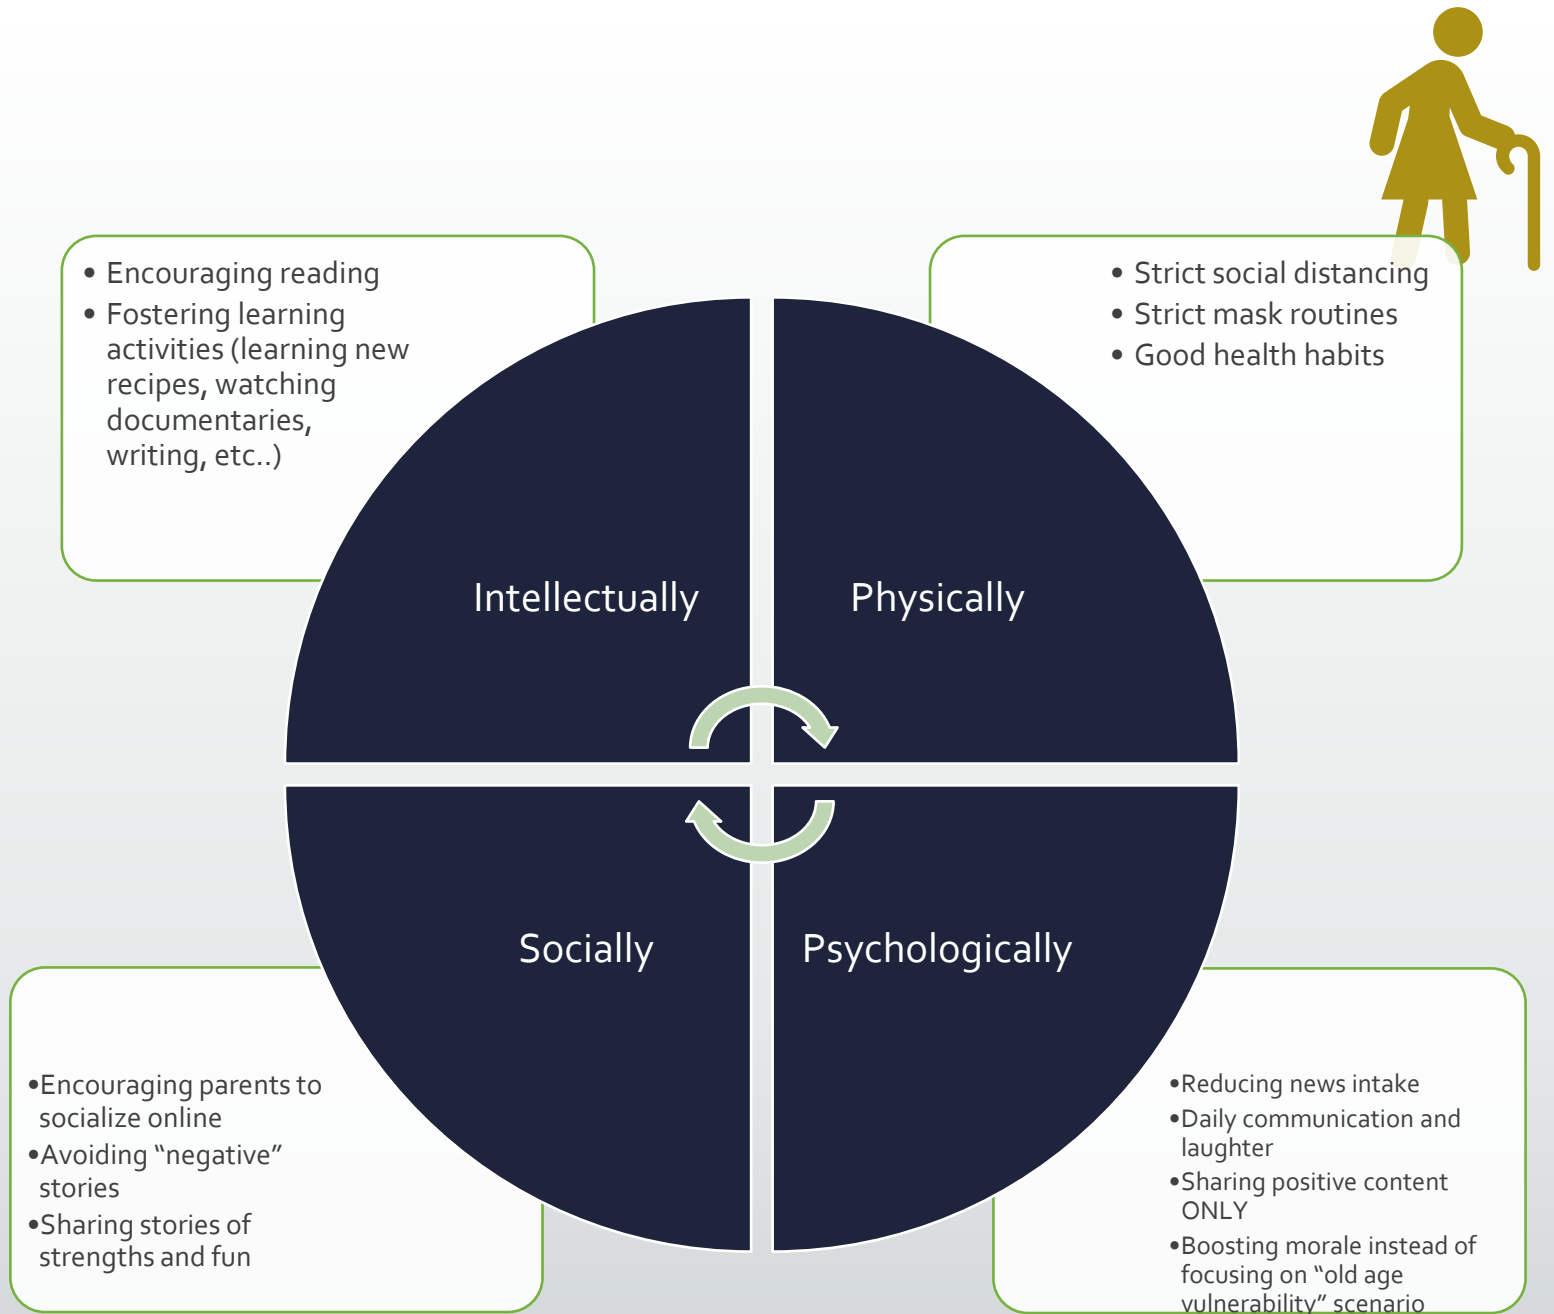 • Encouraging reading
• Fostering learning
activities (learning new
recipes, watching
documentaries,
writing, etc..)
• Strict social distancing
• Strict mask routines
• Good health habits
Intellectually
Physically
Socially
Psychologically
•Encouraging parents to
socialize online
•Avoiding “negative”
stories
•Sharing stories of
strengths and fun
•Reducing news intake
•Daily communication and
laughter
•Sharing positive content
ONLY
•Boosting morale instead of
focusing on “old age
vulnerability” scenario